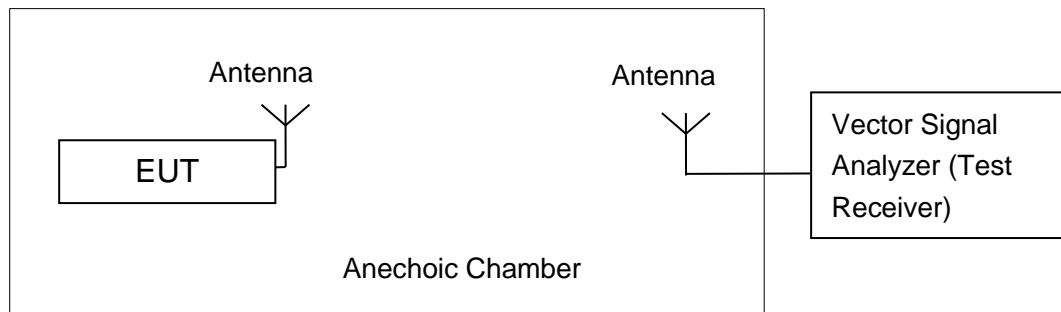 Antenna
Antenna
EUT
Vector Signal
Analyzer (Test
Receiver)
Anechoic Chamber